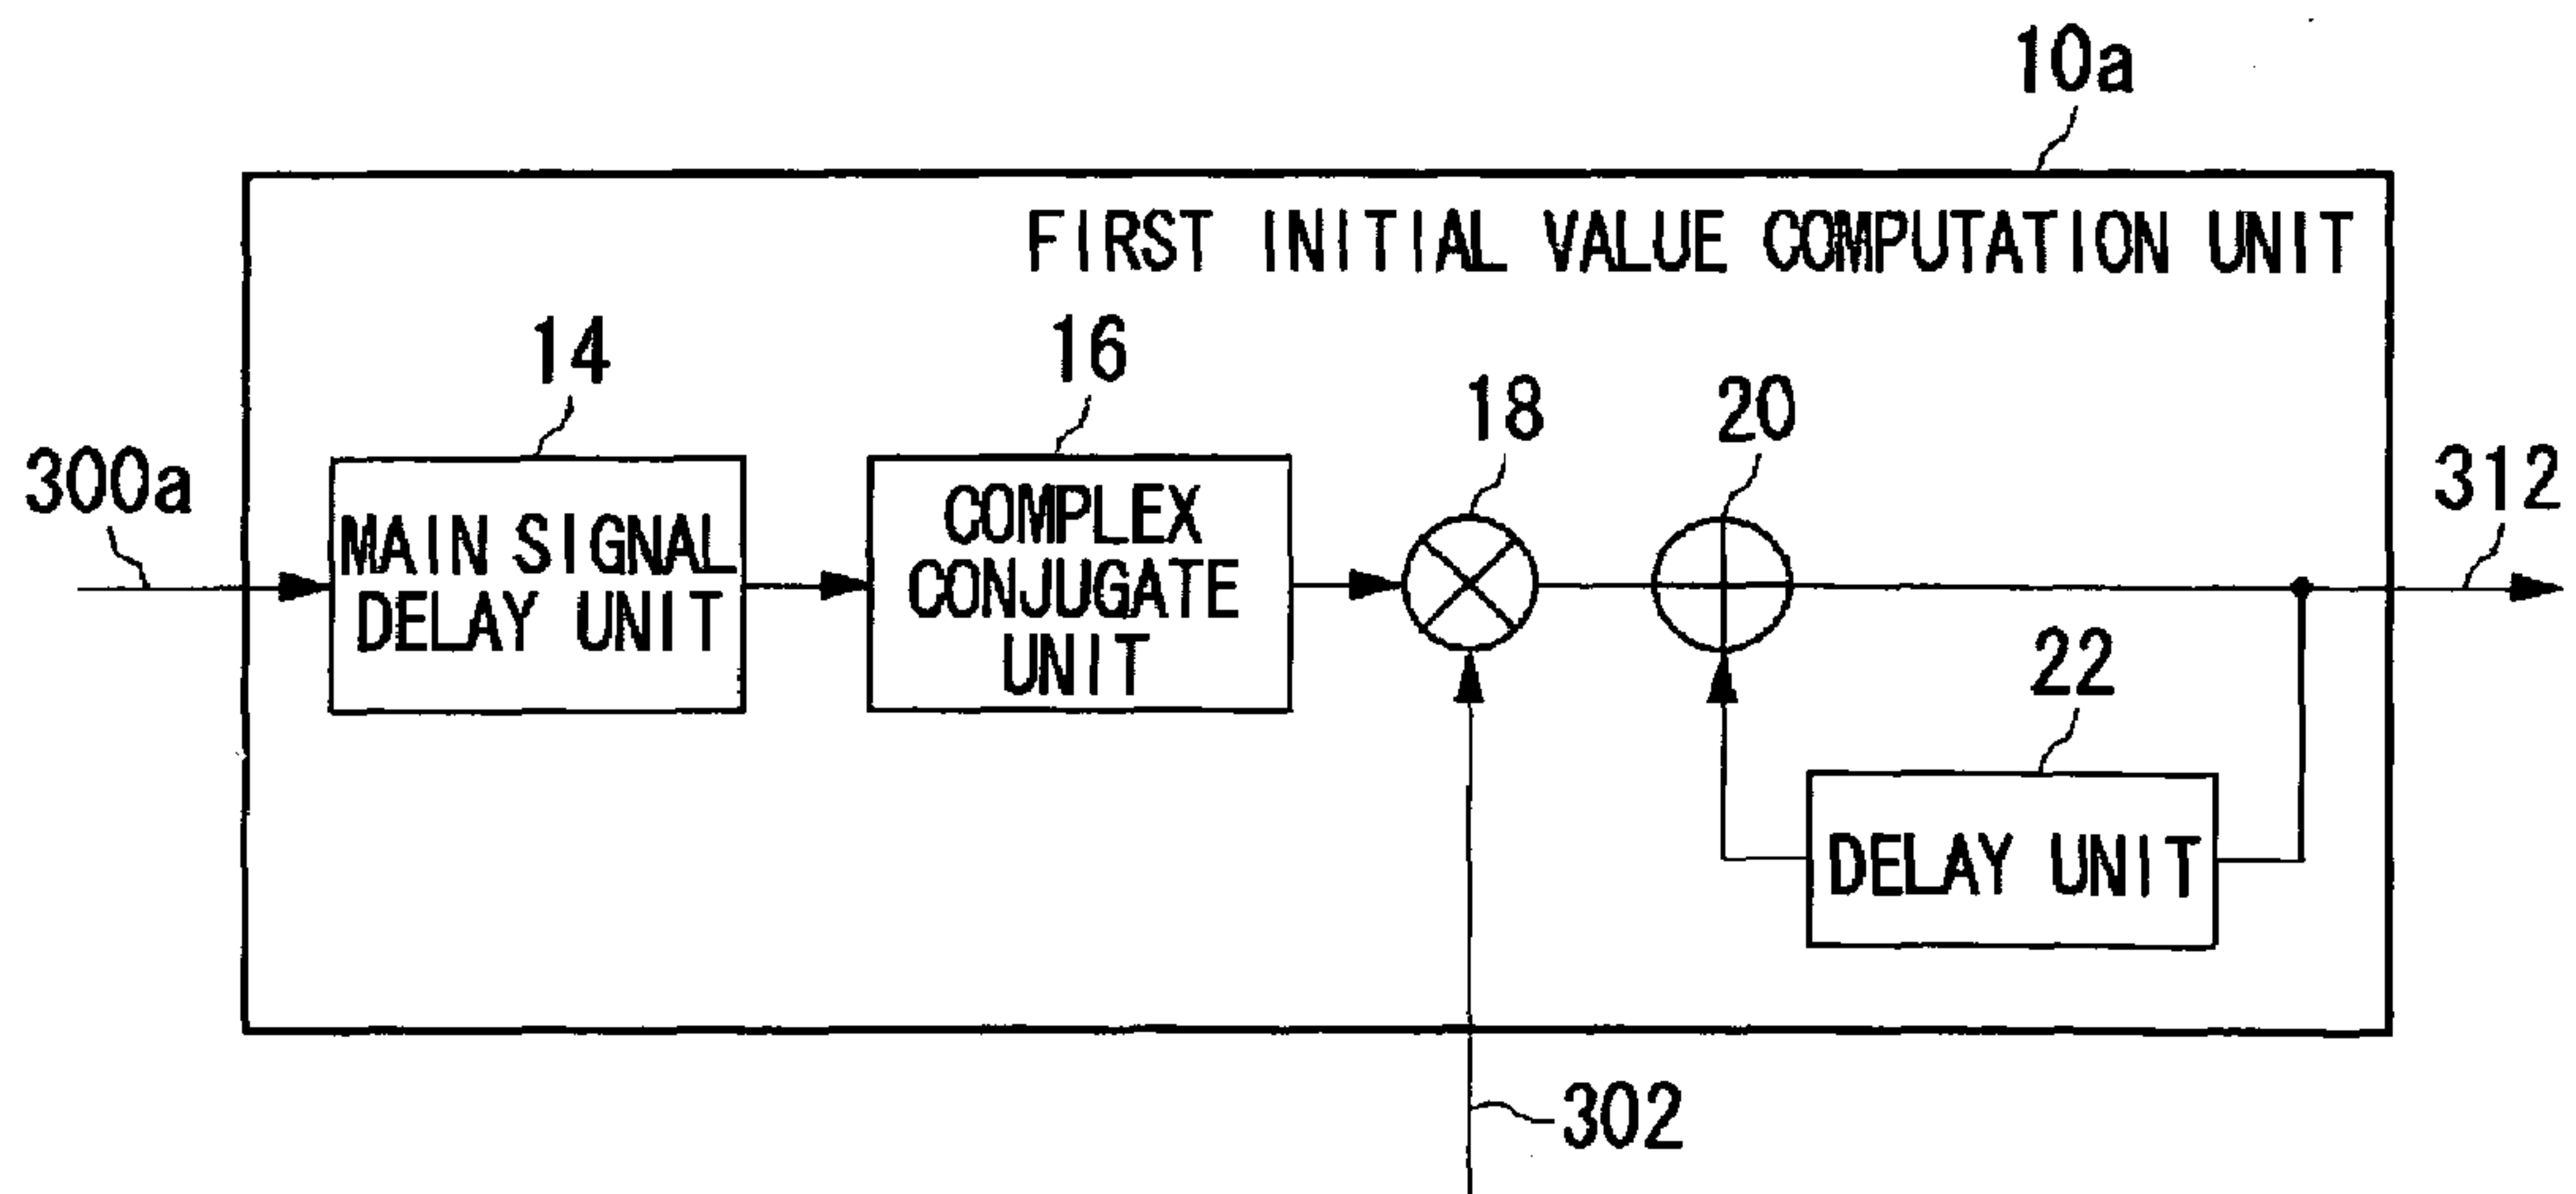 10a
FIRST INITIAL VALUE COMPUTATION UNIT
14
16
18
20
300a
312
MAIN SIGNAL
DELAY UNIT
COMPLEX
CONJUGATE
UNIT
22
DELAY UNIT
302